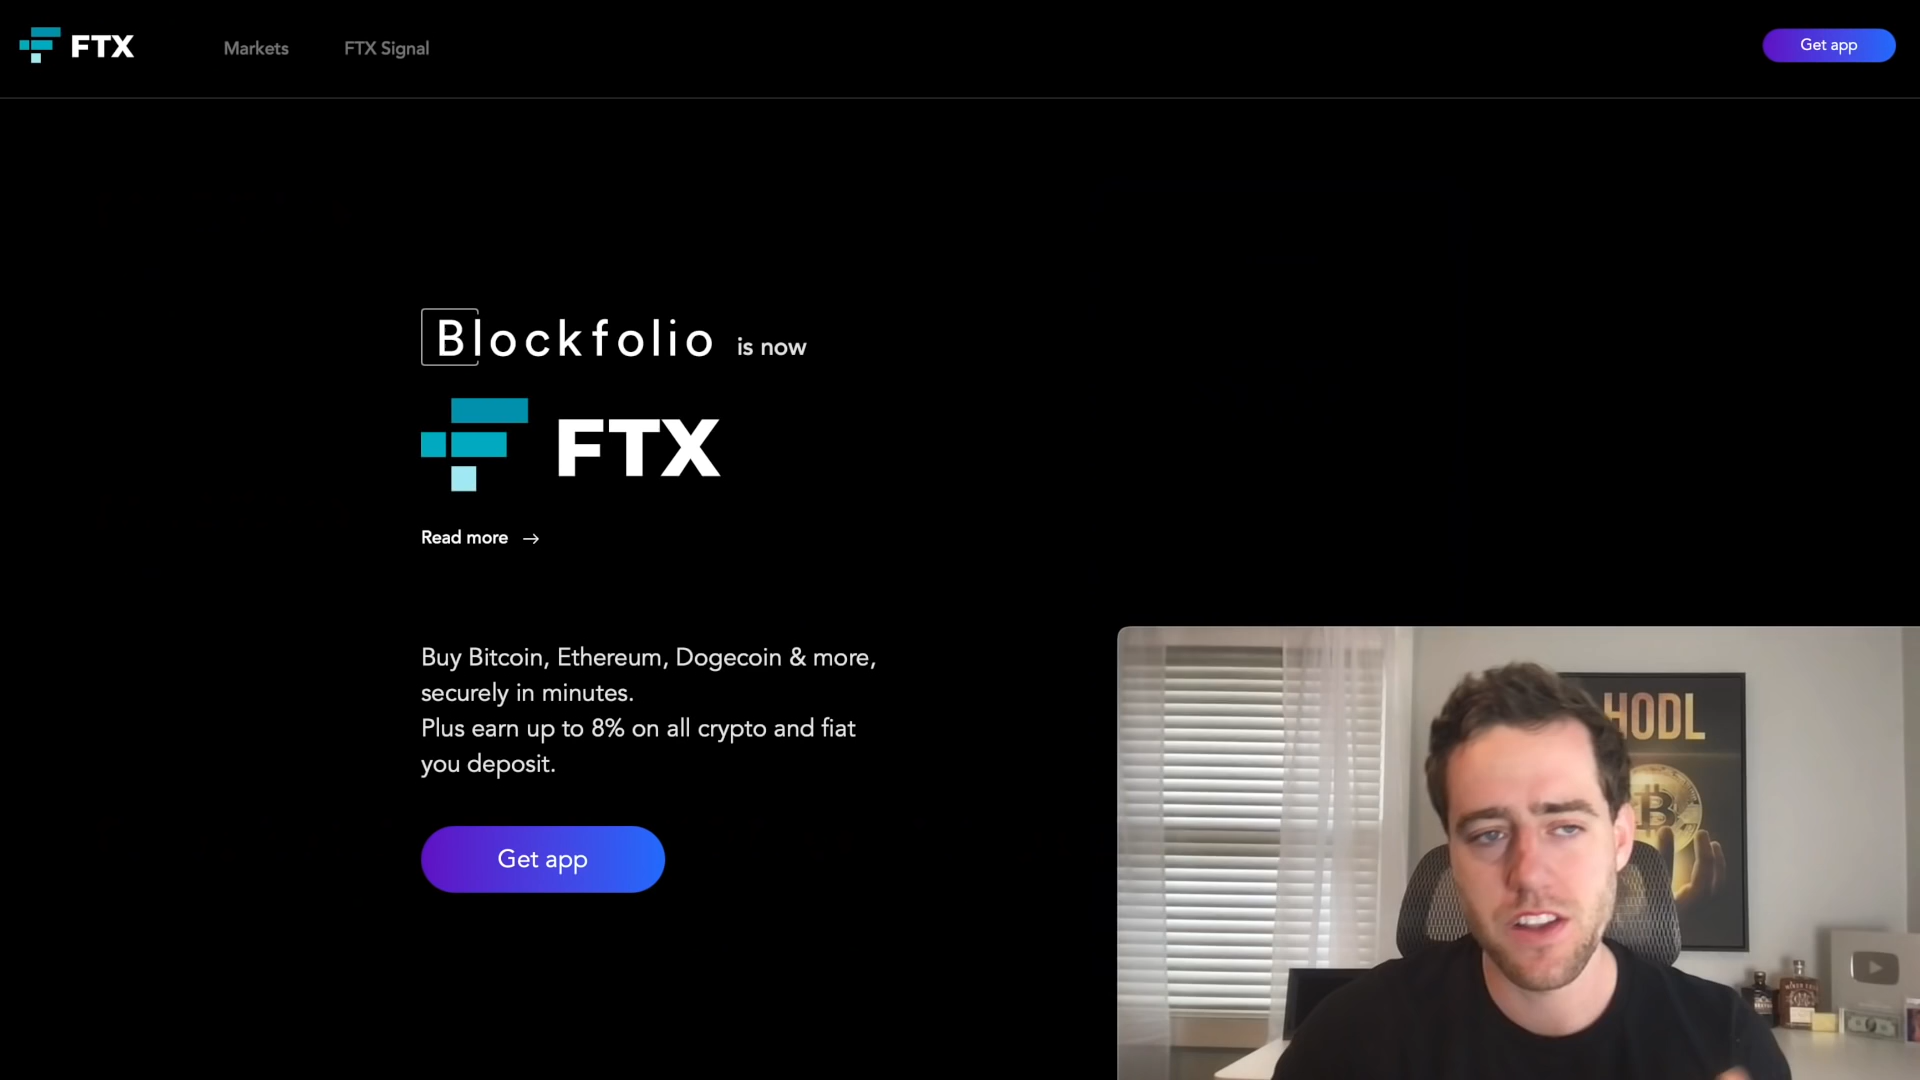 FTX
Markets
FTX Signal
Get app
Blockfolio is now
FTX
Read more →
Buy Bitcoin, Ethereum, Dogecoin & more,
securely in minutes.
Plus earn up to 8% on all crypto and fiat
you deposit.
Get app
HODL